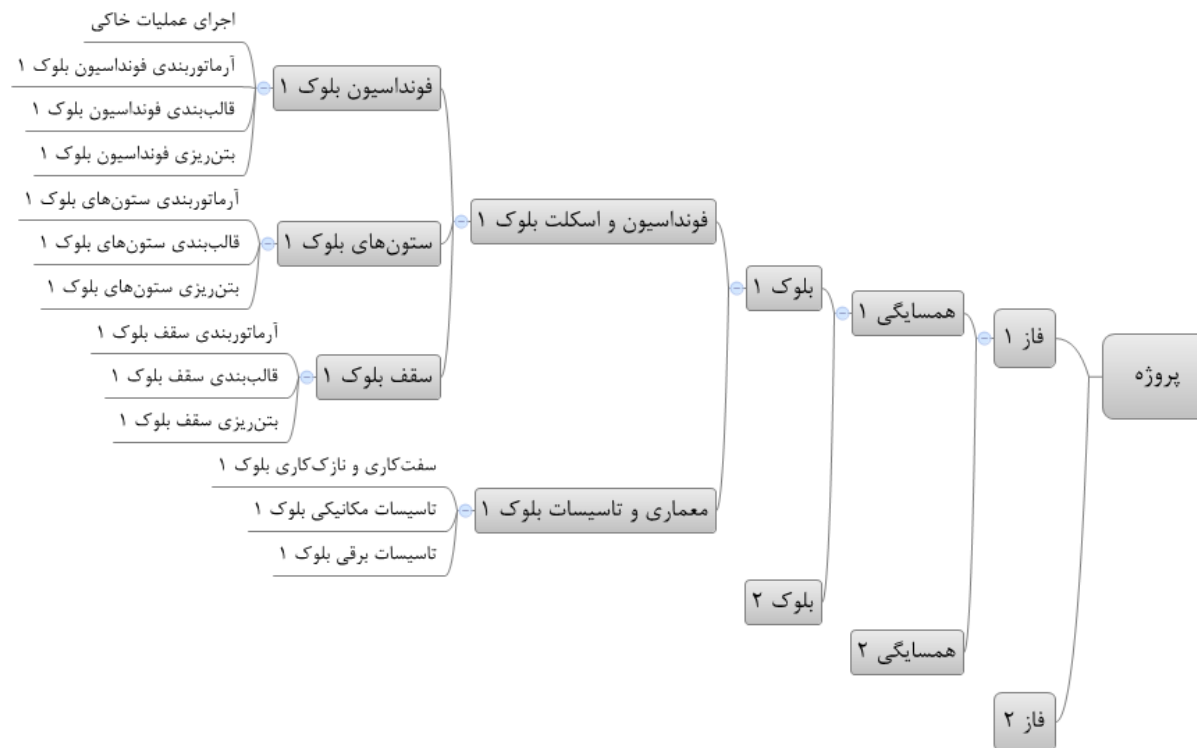 پروژه
فاز ۱
همسایگی ۱
بلوک ۱
فونداسیون و اسکلت بلوک ۱
فونداسیون بلوک ۱
اجرای عملیات خاکی
آرماتوربندی فونداسیون بلوک ۱
قالب‌بندی فونداسیون بلوک ۱
بتن‌ریزی فونداسیون بلوک ۱
ستون‌های بلوک ۱
آرماتوربندی ستون‌های بلوک ۱
قالب‌بندی ستون‌های بلوک ۱
بتن‌ریزی ستون‌های بلوک ۱
سقف بلوک ۱
آرماتوربندی سقف بلوک ۱
قالب‌بندی سقف بلوک ۱
بتن‌ریزی سقف بلوک ۱
معماری و تاسیسات بلوک ۱
سفت‌کاری و نازک‌کاری بلوک ۱
تاسیسات مکانیکی بلوک ۱
تاسیسات برقی بلوک ۱
بلوک ۲
همسایگی ۲
فاز ۲